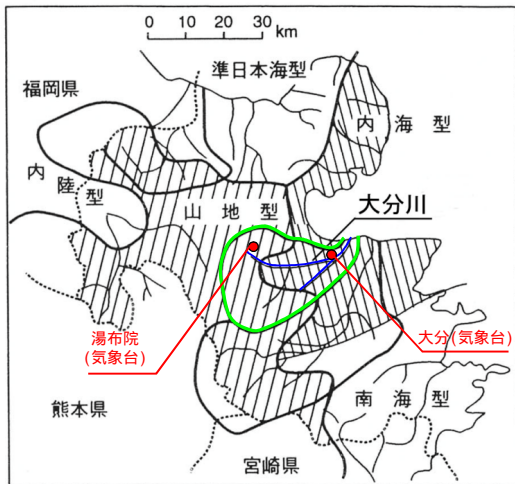 0 10 20 30
km
準日本海型
福岡県
内海型
内陸型
山地型
大分川
湯布院
(気象台)
大分(気象台)
南海型
熊本県
宮崎県